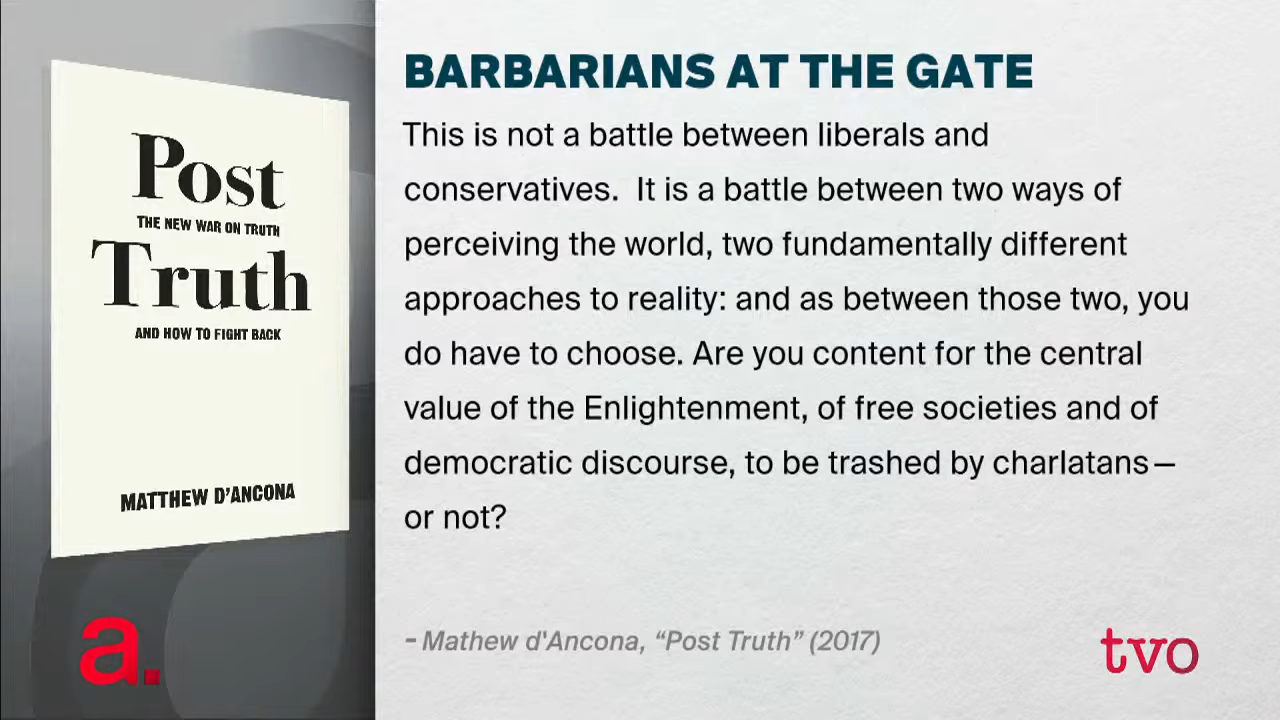 Post
THE NEW WAR ON TRUTH
Truth
AND HOW TO FIGHT BACK
MATTHEW D'ANCONA
a.
BARBARIANS AT THE GATE
This is not a battle between liberals and
conservatives.  It is a battle between two ways of
perceiving the world, two fundamentally different
approaches to reality: and as between those two, you
do have to choose. Are you content for the central
value of the Enlightenment, of free societies and of
democratic discourse, to be trashed by charlatans—
or not?
- Mathew d'Ancona, “Post Truth” (2017)
tvo